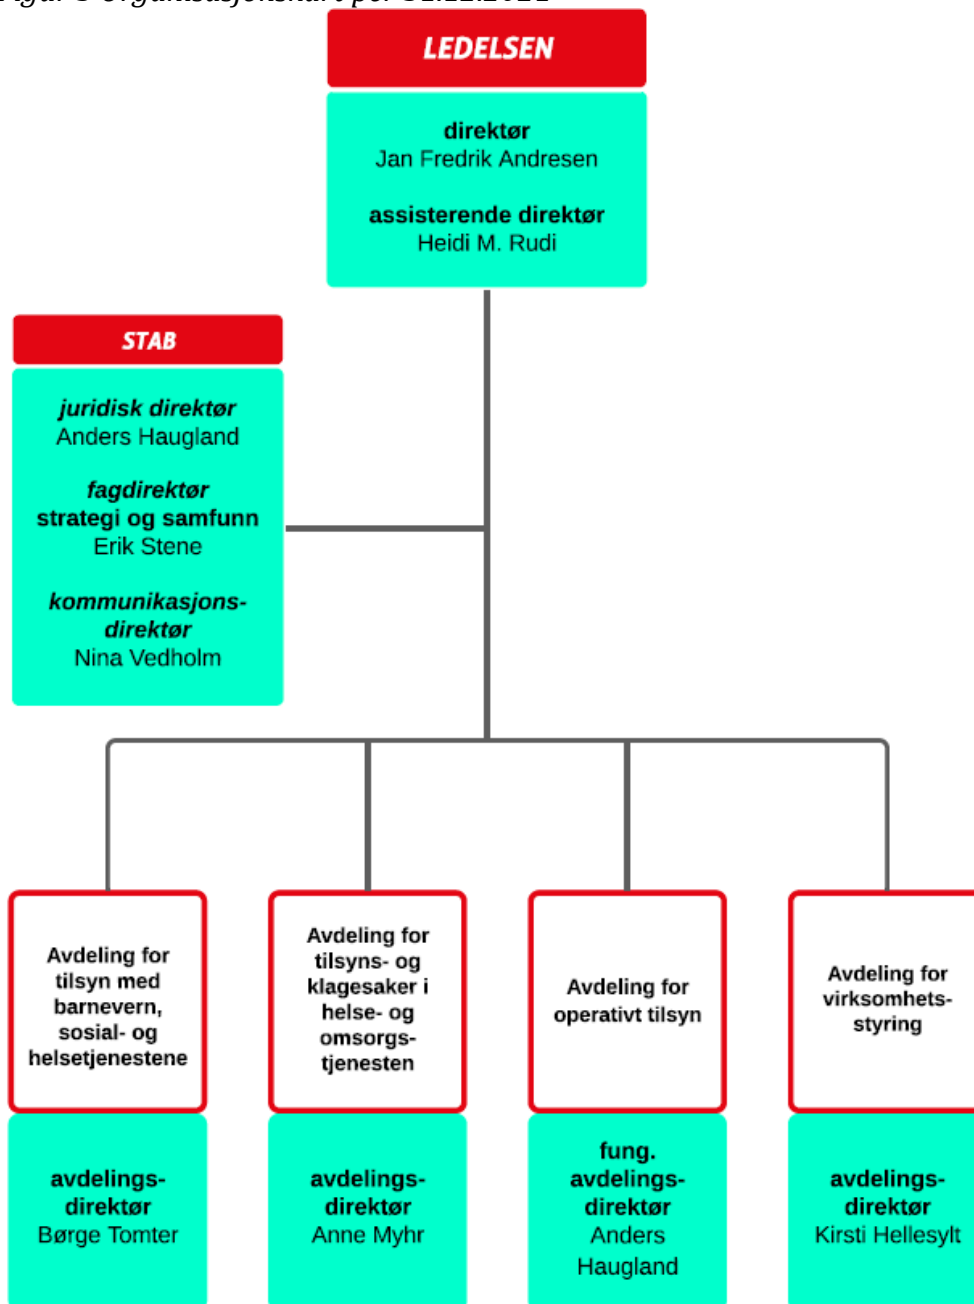 LEDELSEN
direktør
Jan Fredrik Andresen
assisterende direktør
Heidi M. Rudi
STAB
juridisk direktør
Anders Haugland
fagdirektør
strategi og samfunn
Erik Stene
kommunikasjons-
direktør
Nina Vedholm
Avdeling for
tilsyn med
barnevern,
sosial- og
helsetjenestene
avdelings-
direktør
Børge Tomter
Avdeling for
tilsyns- og
klagesaker i
helse- og
omsorgs-
tjenesten
avdelings-
direktør
Anne Myhr
Avdeling for
operativt tilsyn
fung.
avdelings-
direktør
Anders
Haugland
Avdeling for
virksomhets-
styring
avdelings-
direktør
Kirsti Hellesylt